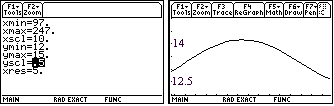 F1▾ F2▾
Tools Zoom
xmin=97.
xmax=247.
xscl=10.
ymin=12.
ymax=15.
yscl=.5
xres=5.
MAIN RAD EXACT FUNC
F1▾ F2▾ F3 F4 F5▾ F6▾ F7▾
Tools Zoom Trace ReGraph Math Draw Pen
14
12.5
MAIN RAD EXACT FUNC